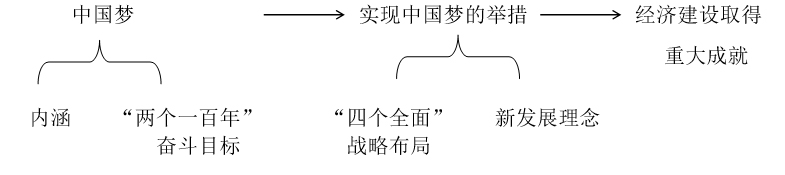 中国梦 实现中国梦的举措 经济建设取得
重大成就
内涵 “两个一百年” “四个全面” 新发展理念
奋斗目标 战略布局